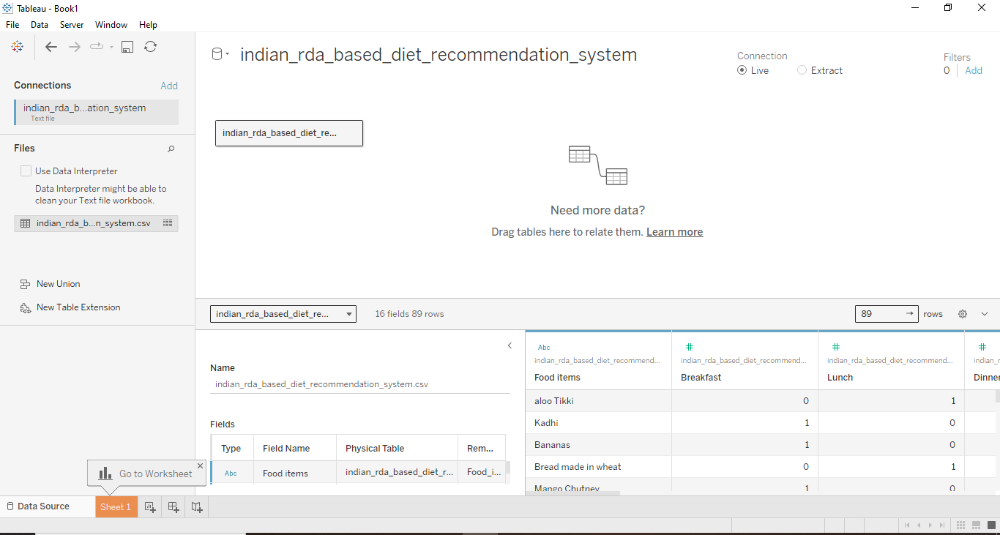 Tableau - Book1
File Data Server Window Help
indian_rda_based_diet_recommendation_system
Connection
Live Extract
Filters
0 Add
Connections Add
indian_rda_b...ation_system
Text file
Files
Use Data Interpreter
Data Interpreter might be able to
clean your Text file workbook.
indian_rda_b...n_system.csv
New Union
New Table Extension
indian_rda_based_diet_re...
Need more data?
Drag tables here to relate them. Learn more
indian_rda_based_diet_re... 16 fields 89 rows 89 rows
Name
indian_rda_based_diet_recommendation_system.csv
Fields
Type Field Name Physical Table Rem...
Abc Food items indian_rda_based_diet_r... Food_i...
Abc
indian_rda_based_diet_recommend... indian_rda_based_diet_recommend... indian_rda_based_diet_recommend... indian_r
Food items Breakfast Lunch Dinner
aloo Tikki 0 1
Kadhi 1 0
Bananas 1 0
Bread made in wheat 0 1
Mango Chutney 1 0
Go to Worksheet
Data Source Sheet 1